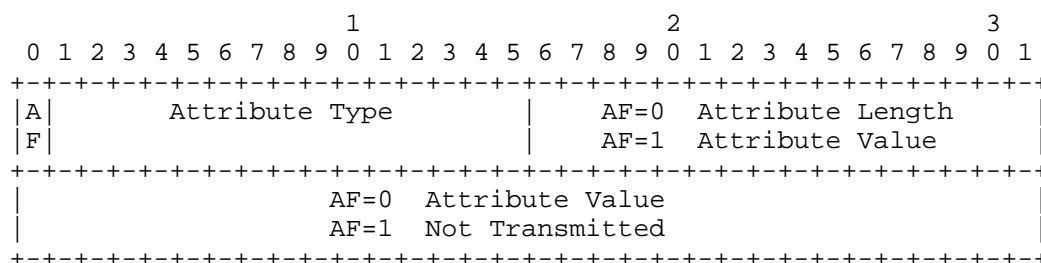 1                   2                   3
 0 1 2 3 4 5 6 7 8 9 0 1 2 3 4 5 6 7 8 9 0 1 2 3 4 5 6 7 8 9 0 1
+-+-+-+-+-+-+-+-+-+-+-+-+-+-+-+-+-+-+-+-+-+-+-+-+-+-+-+-+-+-+-+-+
|A|       Attribute Type        |    AF=0  Attribute Length     |
|F|                             |    AF=1  Attribute Value      |
+-+-+-+-+-+-+-+-+-+-+-+-+-+-+-+-+-+-+-+-+-+-+-+-+-+-+-+-+-+-+-+-+
|                   AF=0  Attribute Value                       |
|                   AF=1  Not Transmitted                       |
+-+-+-+-+-+-+-+-+-+-+-+-+-+-+-+-+-+-+-+-+-+-+-+-+-+-+-+-+-+-+-+-+